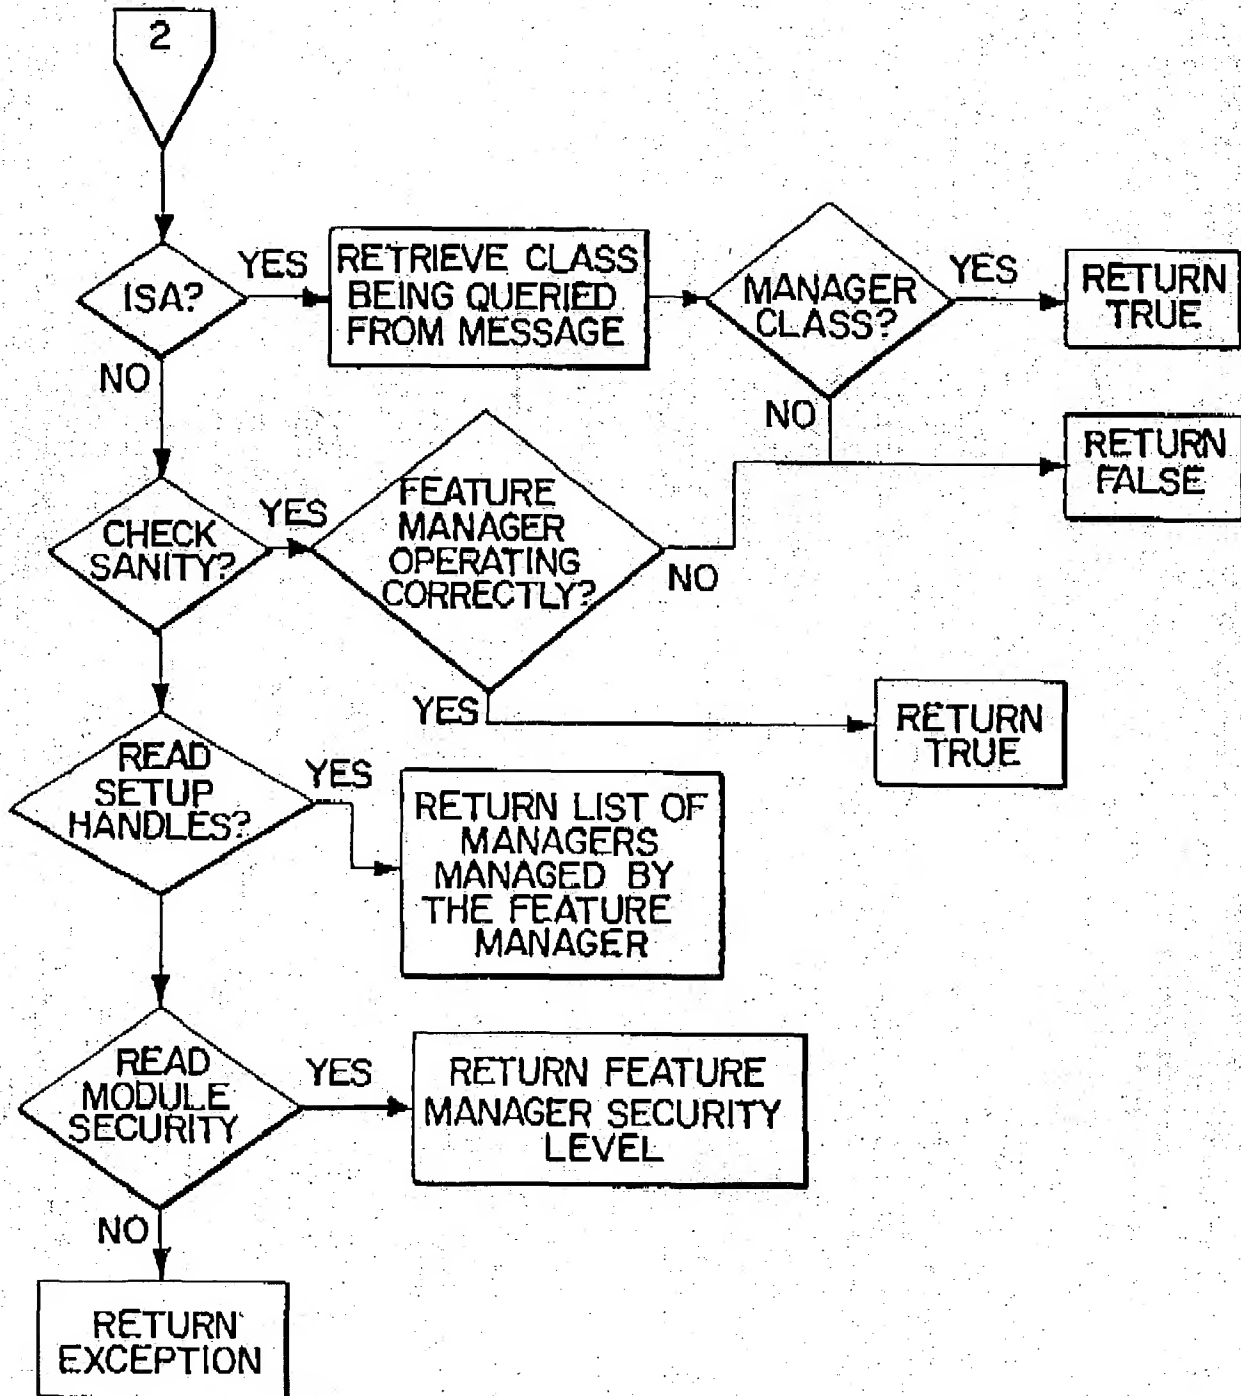 2
ISA?
YES
RETRIEVE CLASS
BEING QUERIED
FROM MESSAGE
MANAGER
CLASS?
YES
RETURN
TRUE
NO
NO
RETURN
FALSE
CHECK
SANITY?
YES
FEATURE
MANAGER
OPERATING
CORRECTLY?
NO
YES
RETURN
TRUE
READ
SETUP
HANDLES?
YES
RETURN LIST OF
MANAGERS
MANAGED BY
THE FEATURE
MANAGER
READ
MODULE
SECURITY
YES
RETURN FEATURE
MANAGER SECURITY
LEVEL
NO
RETURN
EXCEPTION